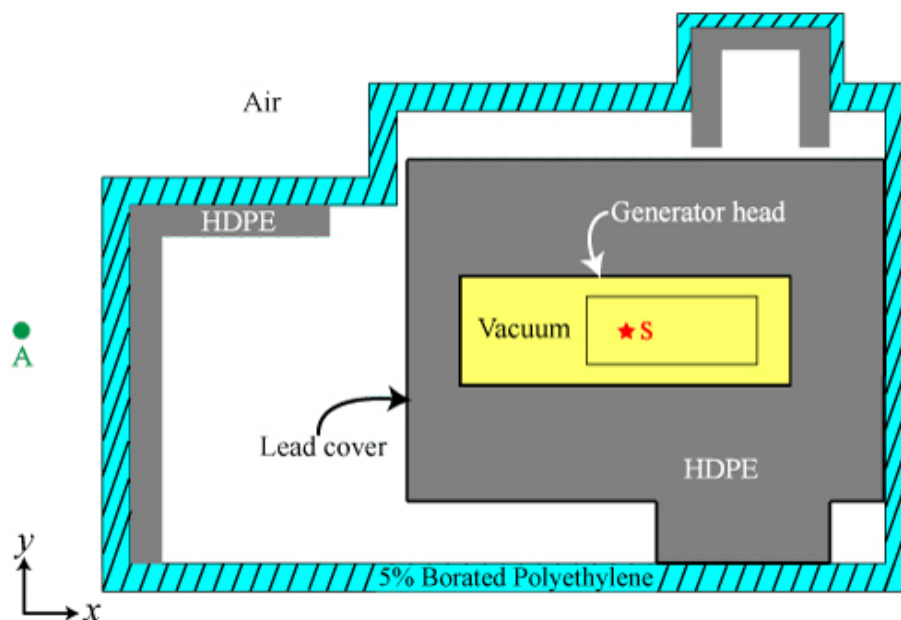 Air
HDPE
Generator head
Vacuum
S
A
Lead cover
HDPE
y
5% Borated Polyethylene
x